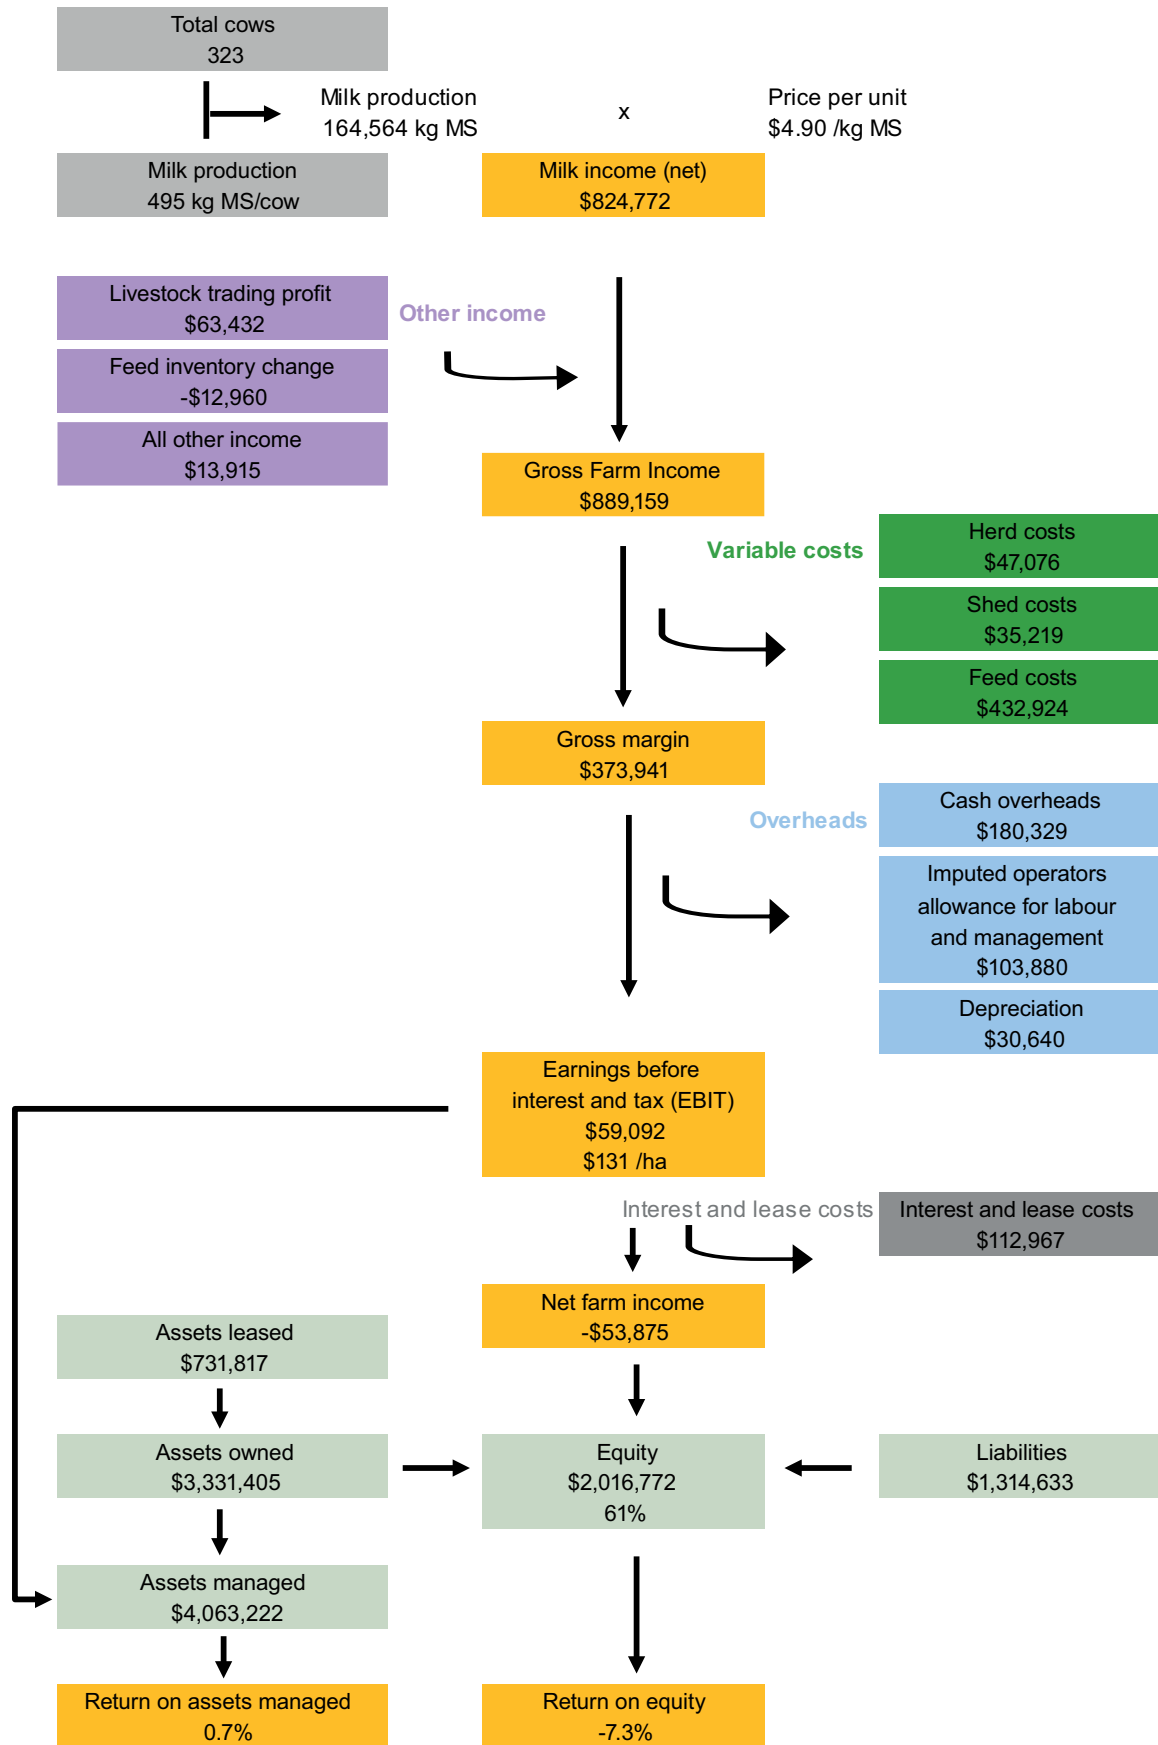 Total cows
323
Milk production
164,564 kg MS
x
Price per unit
$4.90 /kg MS
Milk production
495 kg MS/cow
Milk income (net)
$824,772
Livestock trading profit
$63,432
Other income
Feed inventory change
-$12,960
All other income
$13,915
Gross Farm Income
$889,159
Variable costs
Herd costs
$47,076
Shed costs
$35,219
Feed costs
$432,924
Gross margin
$373,941
Overheads
Cash overheads
$180,329
Imputed operators
allowance for labour
and management
$103,880
Depreciation
$30,640
Earnings before
interest and tax (EBIT)
$59,092
$131 /ha
Interest and lease costs
Interest and lease costs
$112,967
Net farm income
-$53,875
Assets leased
$731,817
Assets owned
$3,331,405
Equity
$2,016,772
61%
Liabilities
$1,314,633
Assets managed
$4,063,222
Return on assets managed
0.7%
Return on equity
-7.3%